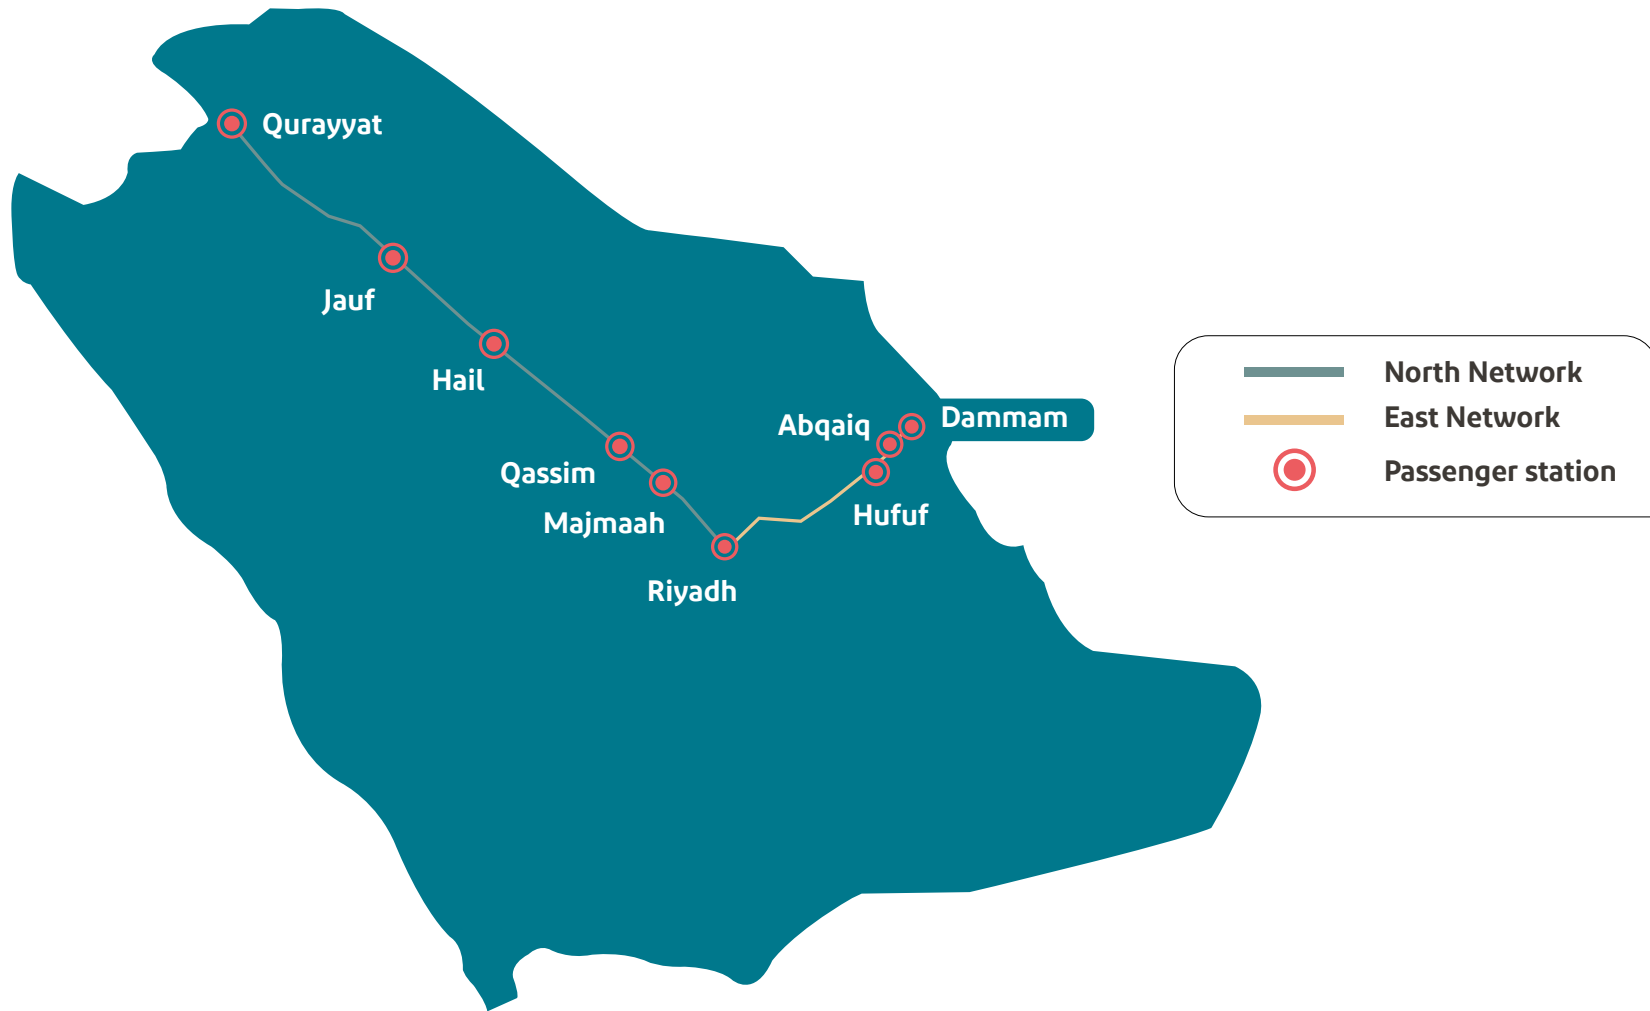 Qurayyat
Jauf
Hail
Qassim
Majmaah
Riyadh
Abqaiq
Dammam
Hufuf
North Network
East Network
Passenger station